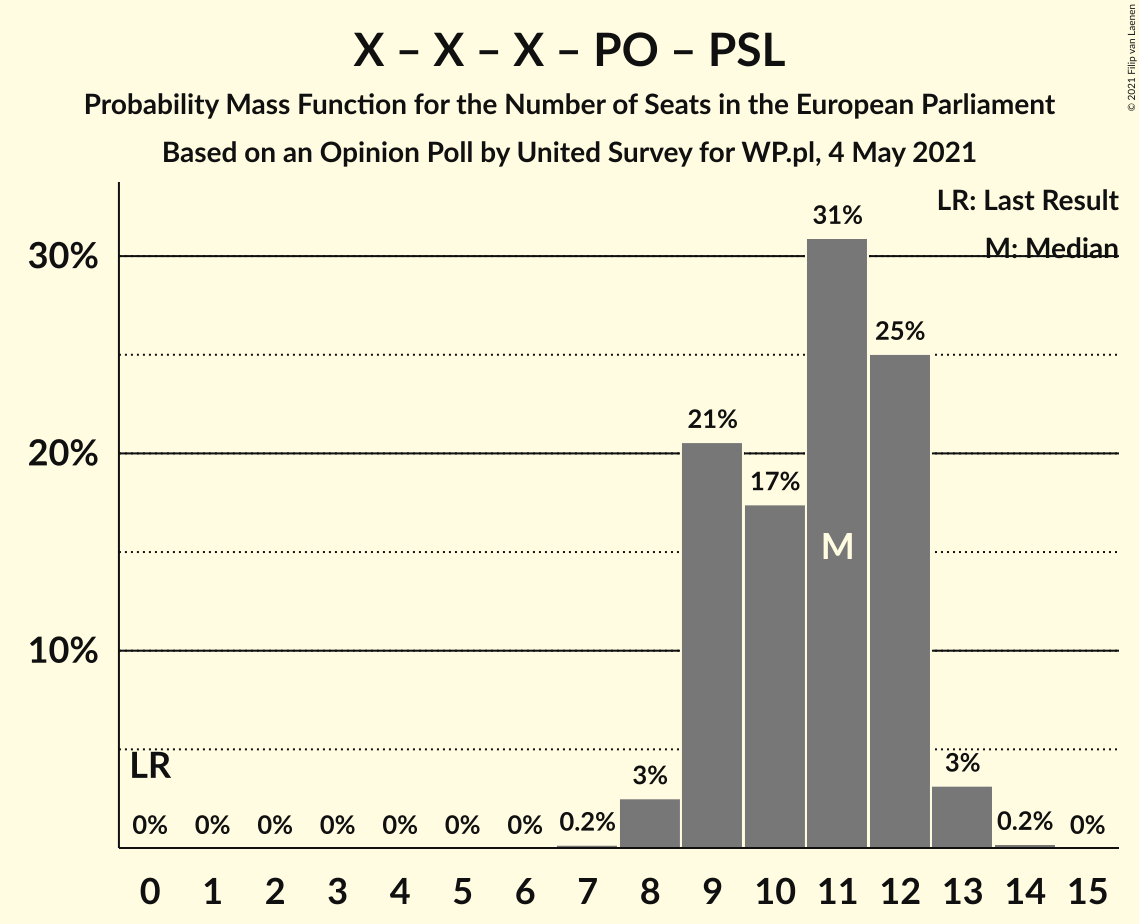 X – X – X – PO – PSL
Probability Mass Function for the Number of Seats in the European Parliament
Based on an Opinion Poll by United Survey for WP.pl, 4 May 2021
© 2021 Filip van Laenen
LR: Last Result
M: Median
30%
20%
10%
31%
25%
21%
17%
M
LR
3%
3%
0% 0% 0% 0% 0% 0% 0% 0.2% 0.2% 0%
0 1 2 3 4 5 6 7 8 9 10 11 12 13 14 15